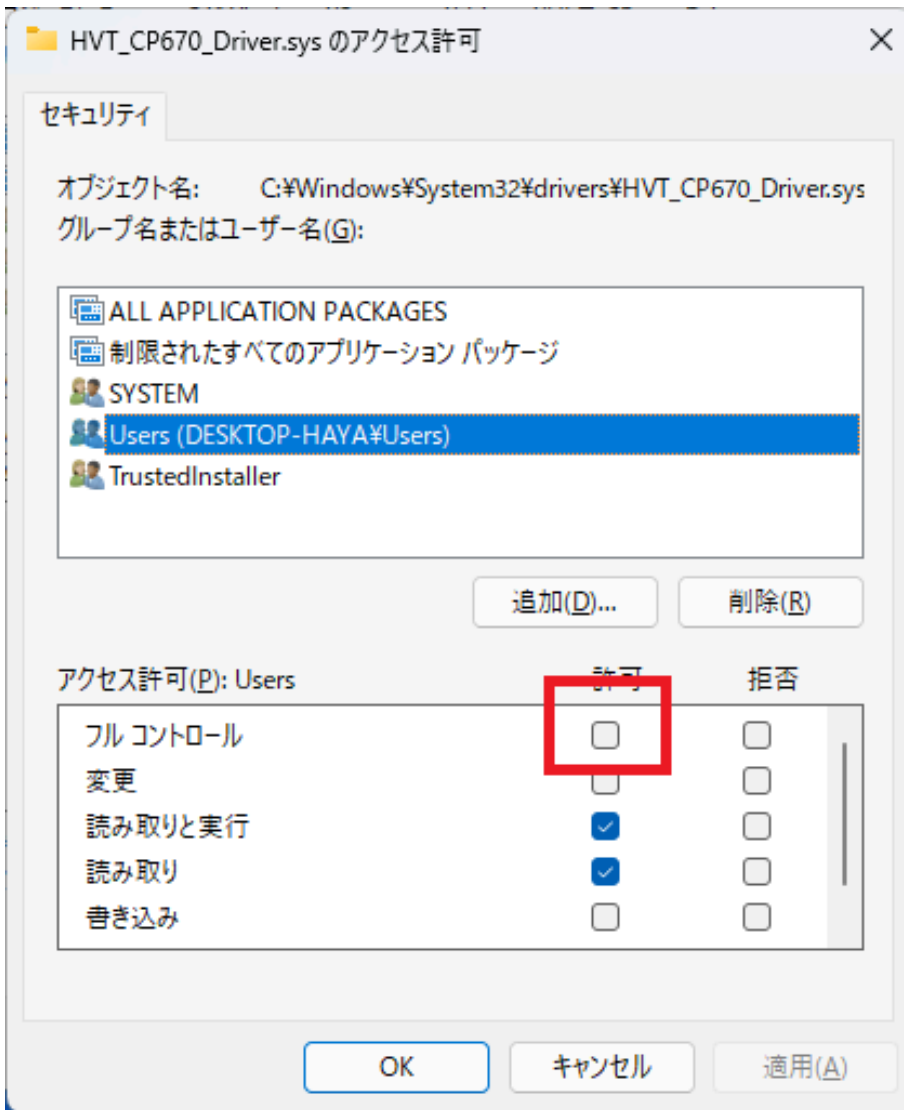 HVT_CP670_Driver.sys のアクセス許可
セキュリティ
オブジェクト名: C:¥Windows¥System32¥drivers¥HVT_CP670_Driver.sys
グループ名またはユーザー名(G):
ALL APPLICATION PACKAGES
制限されたすべてのアプリケーション パッケージ
SYSTEM
Users (DESKTOP-HAYA¥Users)
TrustedInstaller
追加(D)... 削除(R)
アクセス許可(P): Users 許可 拒否
フル コントロール
変更
読み取りと実行
読み取り
書き込み
OK キャンセル 適用(A)